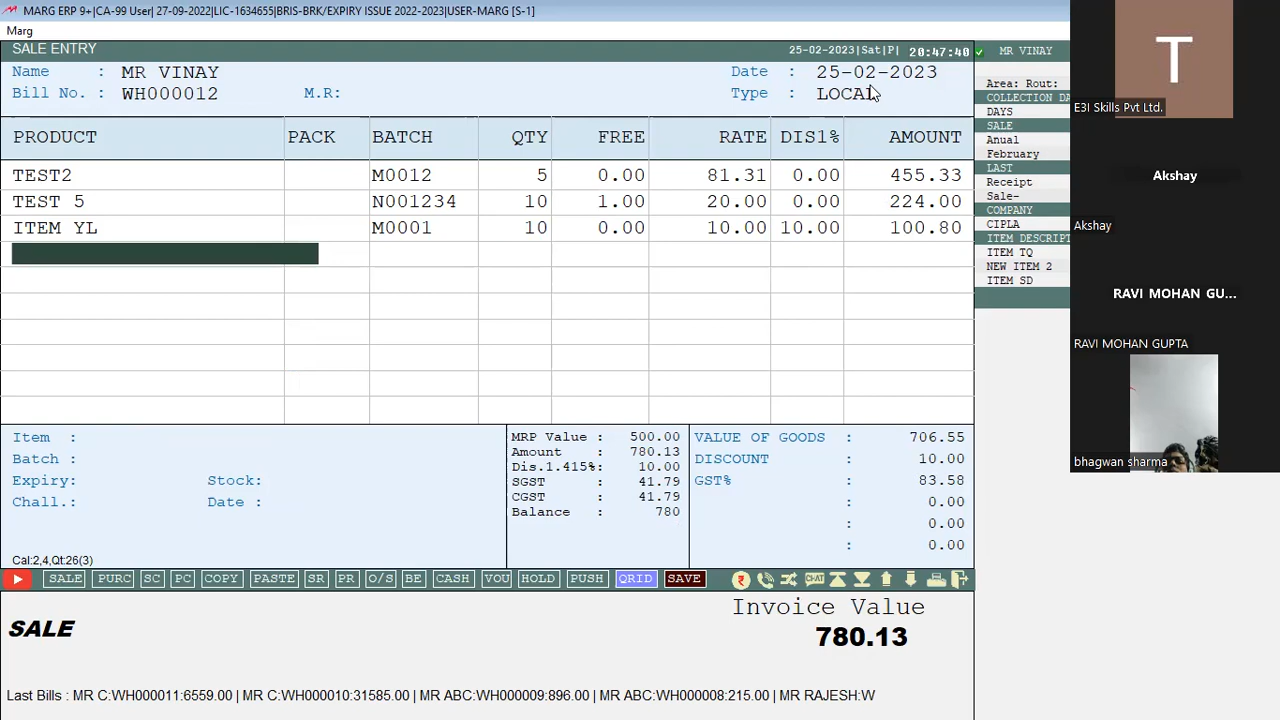 MARG ERP 9+|CA-99 User| 27-09-2022|LIC-1634655|BRIS-BRK/EXPIRY ISSUE 2022-2023|USER-MARG [S-1]
Marg
SALE ENTRY 25-02-2023|Sat|P| 20:47:40 MR VINAY
Name : MR VINAY Date : 25-02-2023
Bill No. : WH000012 M.R: Type : LOCAL
PRODUCT PACK BATCH QTY FREE RATE DIS1% AMOUNT
TEST2 M0012 5 0.00 81.31 0.00 455.33
TEST 5 N001234 10 1.00 20.00 0.00 224.00
ITEM YL M0001 10 0.00 10.00 10.00 100.80
Item :
Batch :
Expiry: Stock:
Chall.: Date :
Cal:2,4,Qt:26(3)
MRP Value : 500.00
Amount : 780.13
Dis.1.415%: 10.00
SGST : 41.79
CGST : 41.79
Balance : 780
VALUE OF GOODS : 706.55
DISCOUNT : 10.00
GST% : 83.58
: 0.00
: 0.00
: 0.00
SALE PURC SC PC COPY PASTE SR PR O/S BE CASH VOU HOLD PUSH QRID SAVE CHAT
SALE
Invoice Value
780.13
Last Bills : MR C:WH000011:6559.00 | MR C:WH000010:31585.00 | MR ABC:WH000009:896.00 | MR ABC:WH000008:215.00 | MR RAJESH:W
Area: Rout:
COLLECTION DA
DAYS
SALE
Anual
February
LAST
Receipt
Sale-
COMPANY
CIPLA
ITEM DESCRIPT
ITEM TQ
NEW ITEM 2
ITEM SD
T
E3I Skills Pvt Ltd.
Akshay
Akshay
RAVI MOHAN GU...
RAVI MOHAN GUPTA
bhagwan sharma